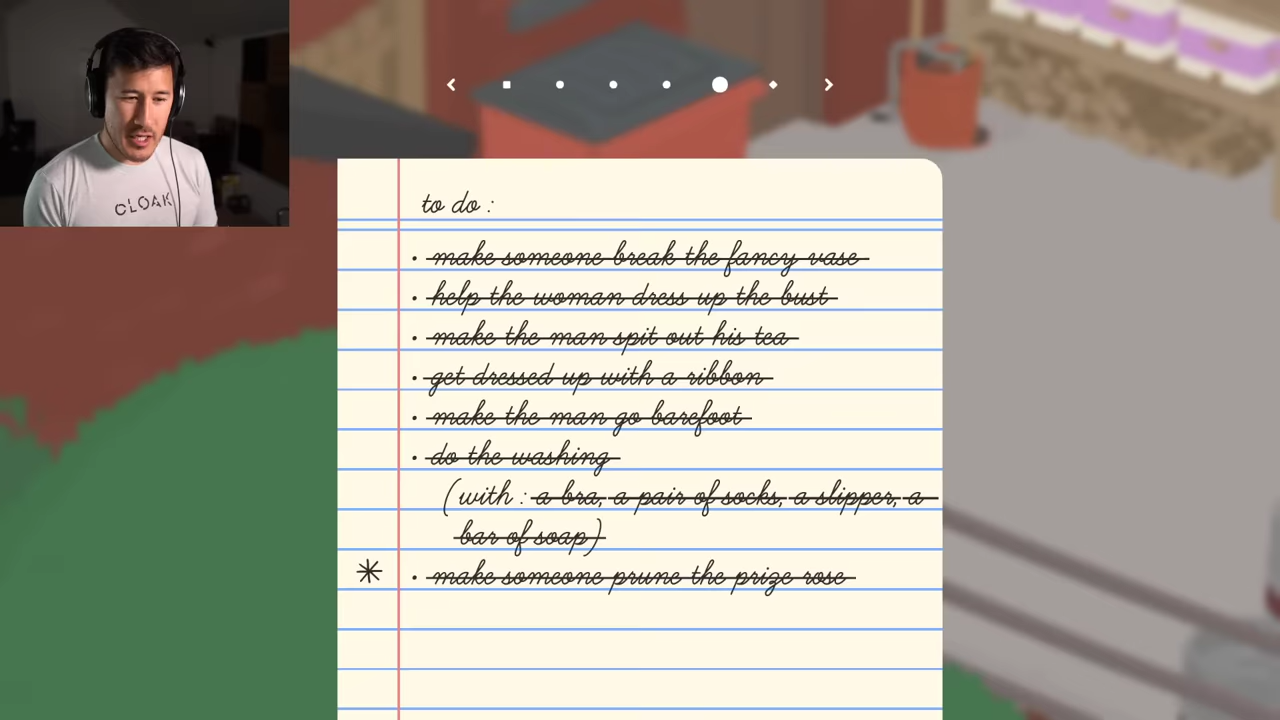 CLOAK
to do :
• make someone break the fancy vase
• help the woman dress up the bust
• make the man spit out his tea
• get dressed up with a ribbon
• make the man go barefoot
• do the washing
(with : a bra, a pair of socks, a slipper, a
bar of soap)
• make someone prune the prize rose